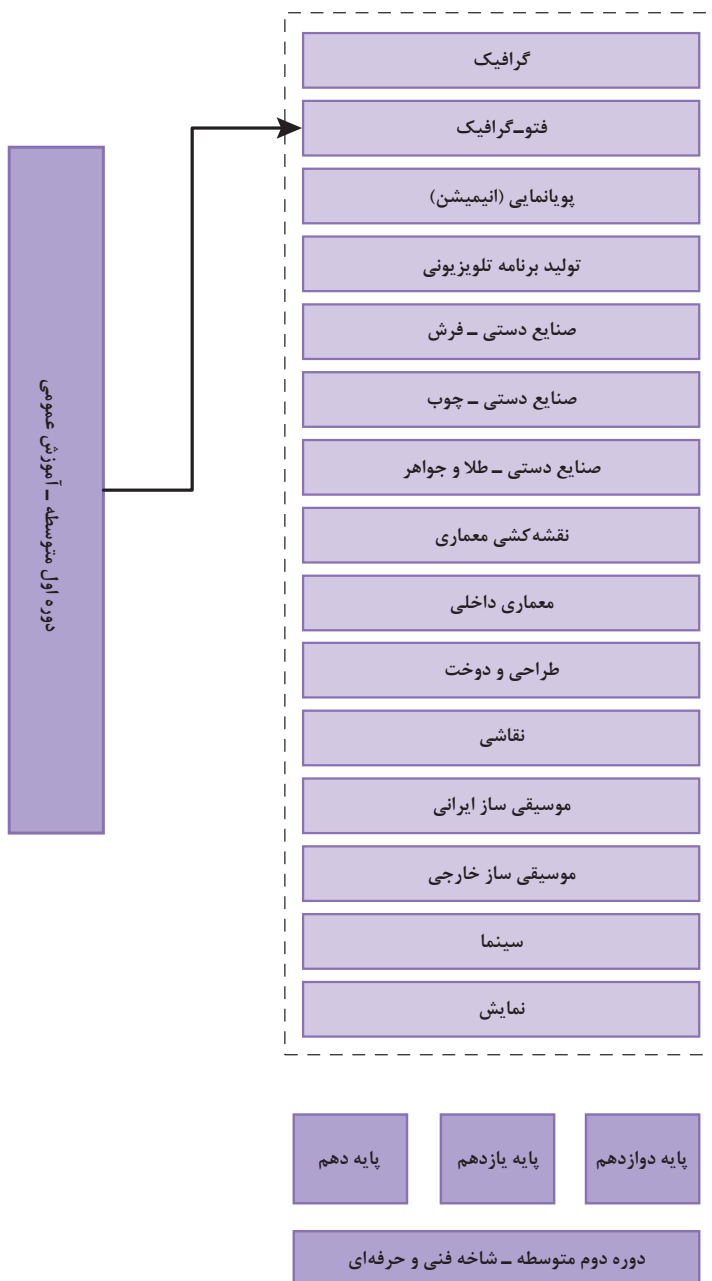 گرافیک
فتوـگرافیک
پویانمایی (انیمیشن)
تولید برنامه تلویزیونی
صنایع دستی ـ فرش
صنایع دستی ـ چوب
صنایع دستی ـ طلا و جواهر
نقشه‌کشی معماری
معماری داخلی
طراحی و دوخت
نقاشی
موسیقی ساز ایرانی
موسیقی ساز خارجی
سینما
نمایش
دوره اول متوسطه ـ آموزش عمومی
پایه دوازدهم
پایه یازدهم
پایه دهم
دوره دوم متوسطه ـ شاخه فنی و حرفه‌ای